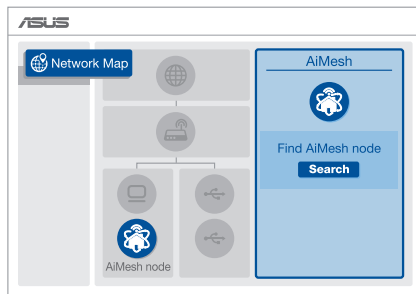 ASUS
Network Map
AiMesh node
AiMesh
Find AiMesh node
Search